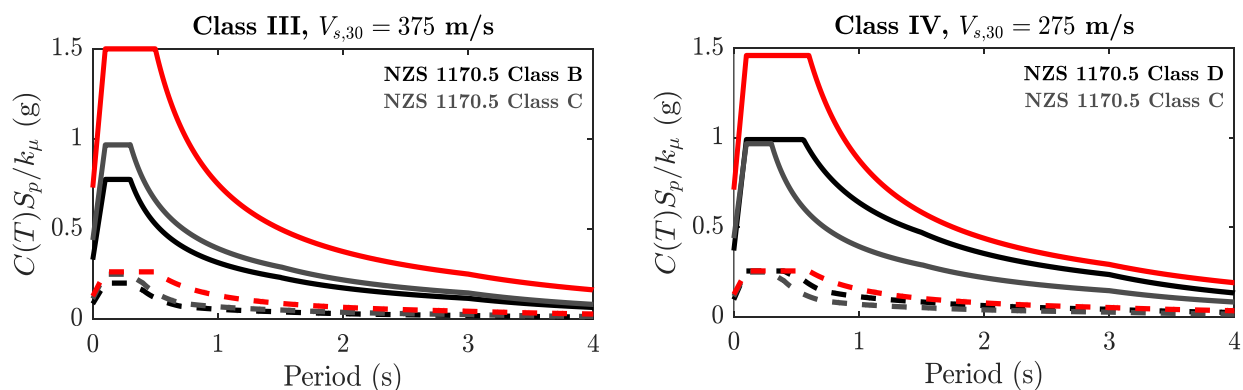 Class III, V_{s,30} = 375 m/s
1.5
1
0.5
0
C(T)S_p/k_μ (g)
NZS 1170.5 Class B
NZS 1170.5 Class C
0 1 2 3 4
Period (s)
Class IV, V_{s,30} = 275 m/s
1.5
1
0.5
0
C(T)S_p/k_μ (g)
NZS 1170.5 Class D
NZS 1170.5 Class C
0 1 2 3 4
Period (s)